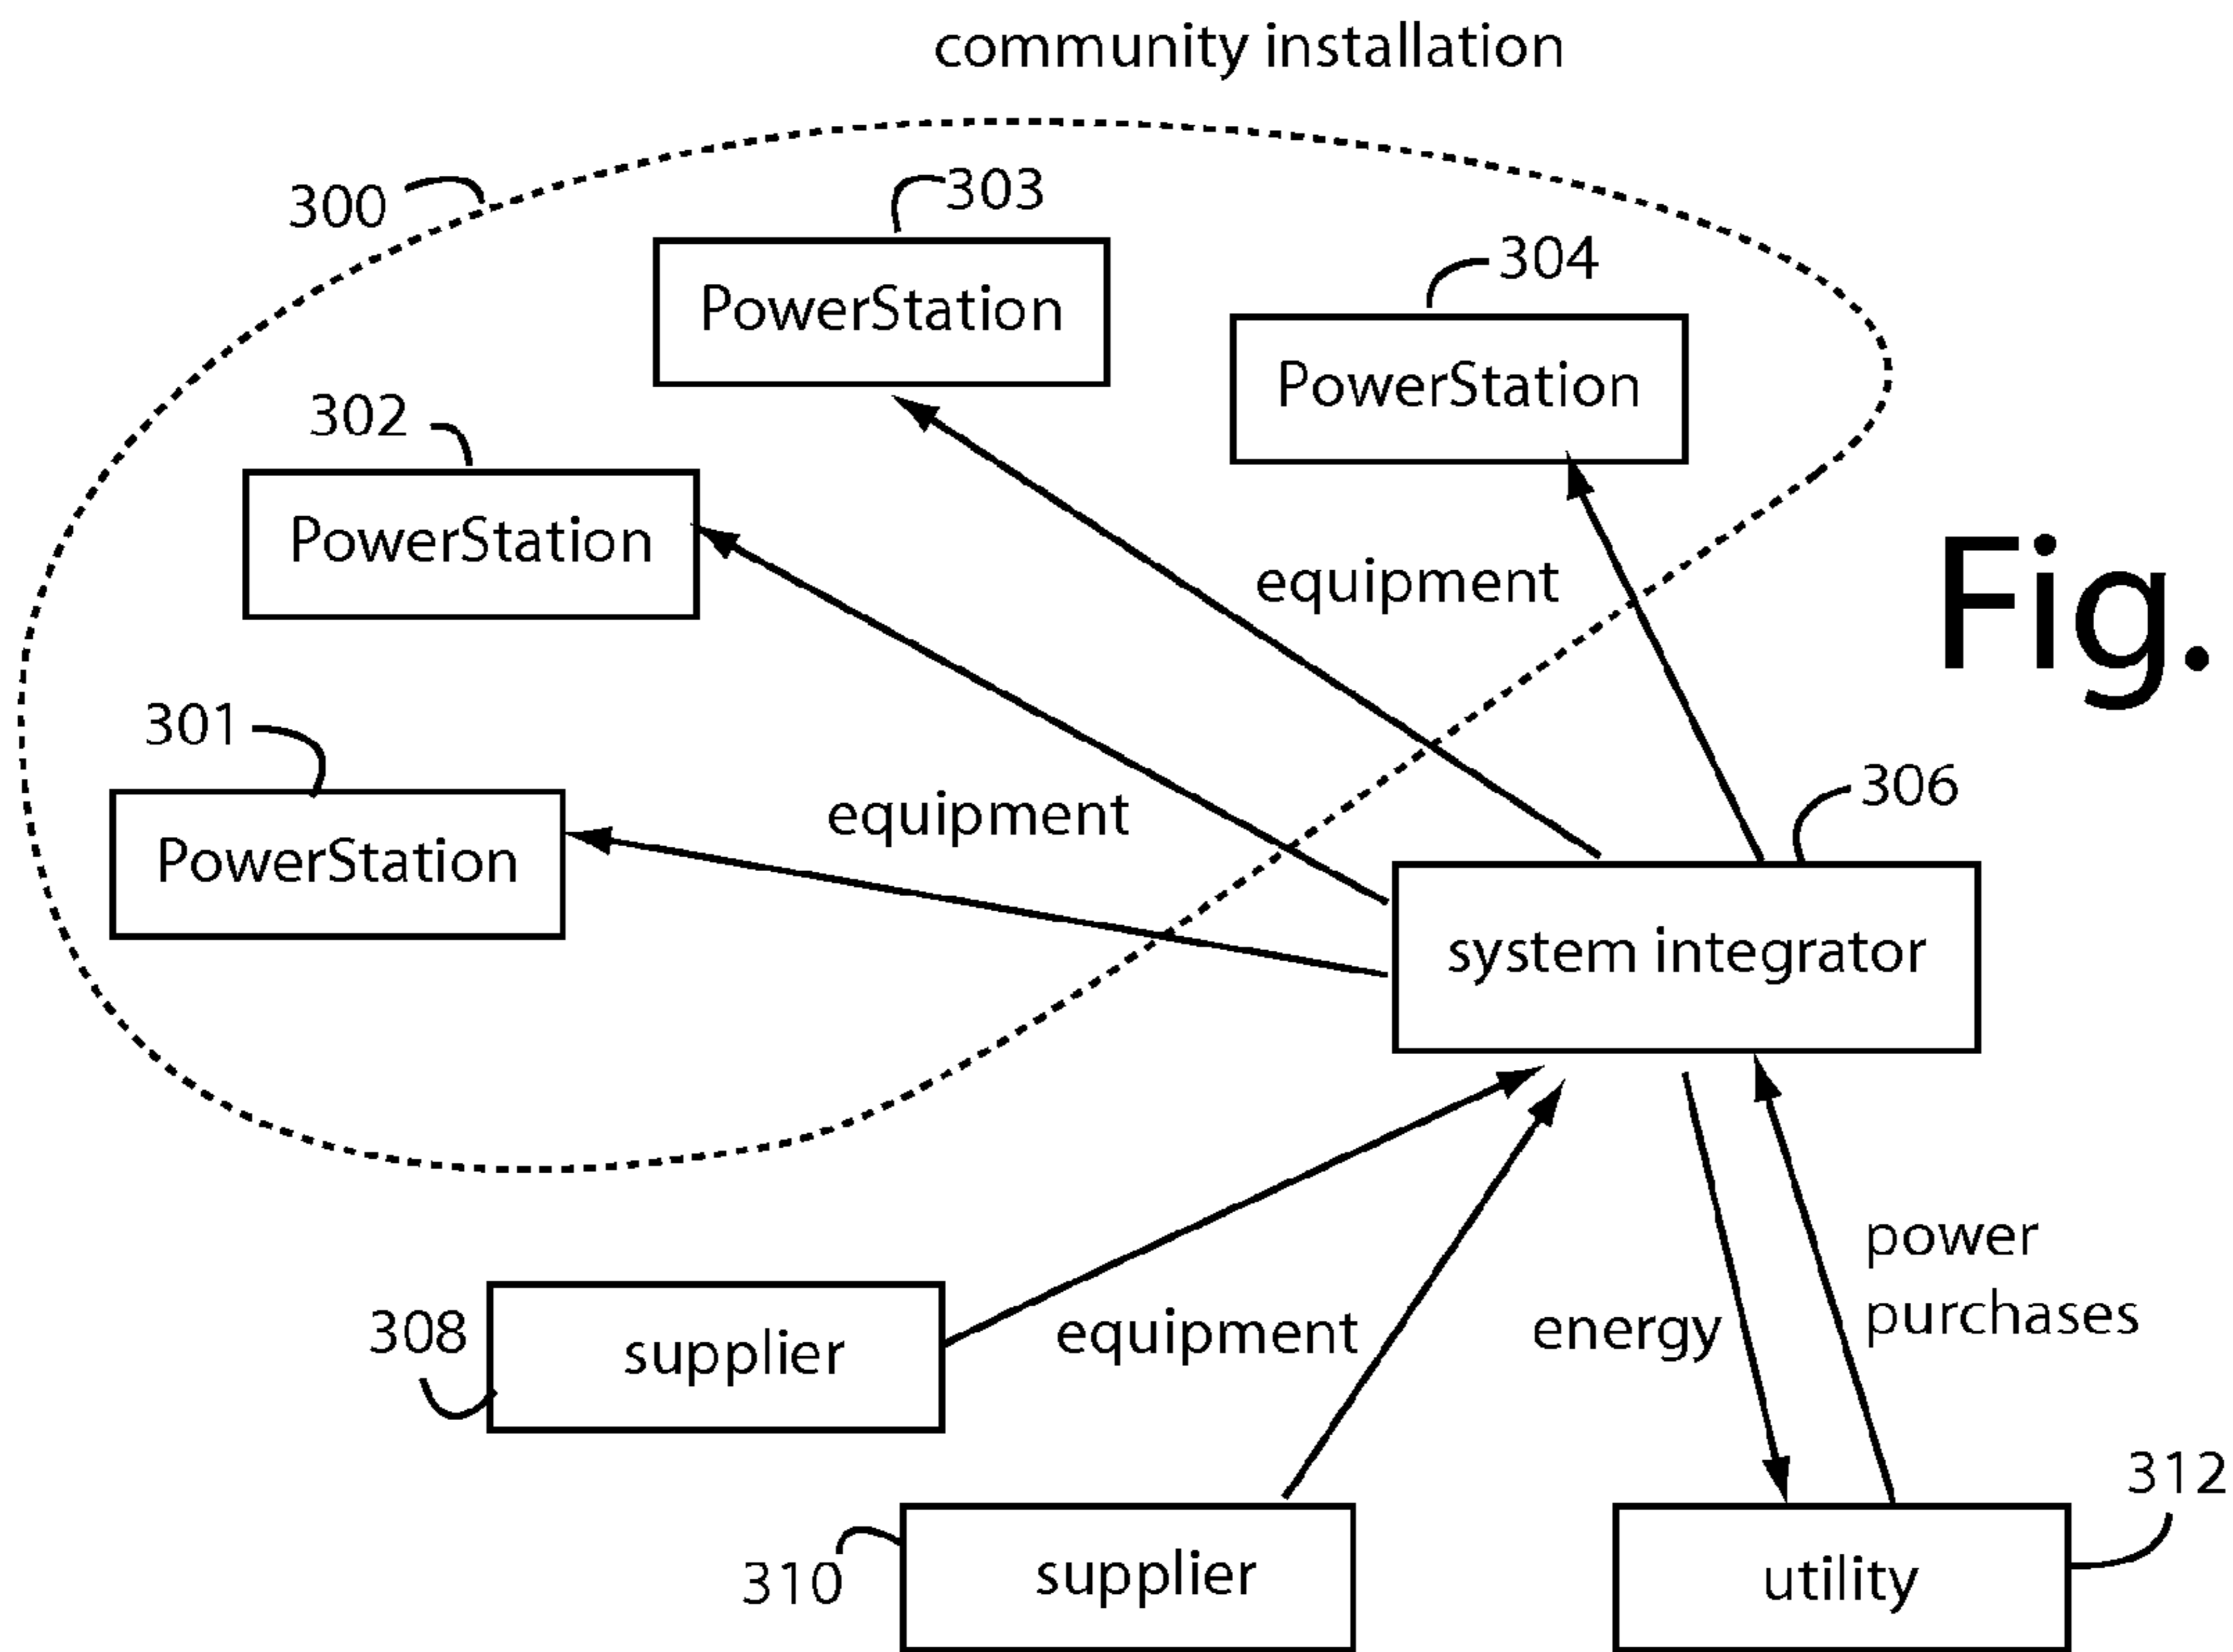 community installation
300
303
PowerStation
304
PowerStation
302
PowerStation
equipment
Fig.
301
PowerStation
equipment
306
system integrator
308
supplier
equipment
energy
power
purchases
310
supplier
312
utility